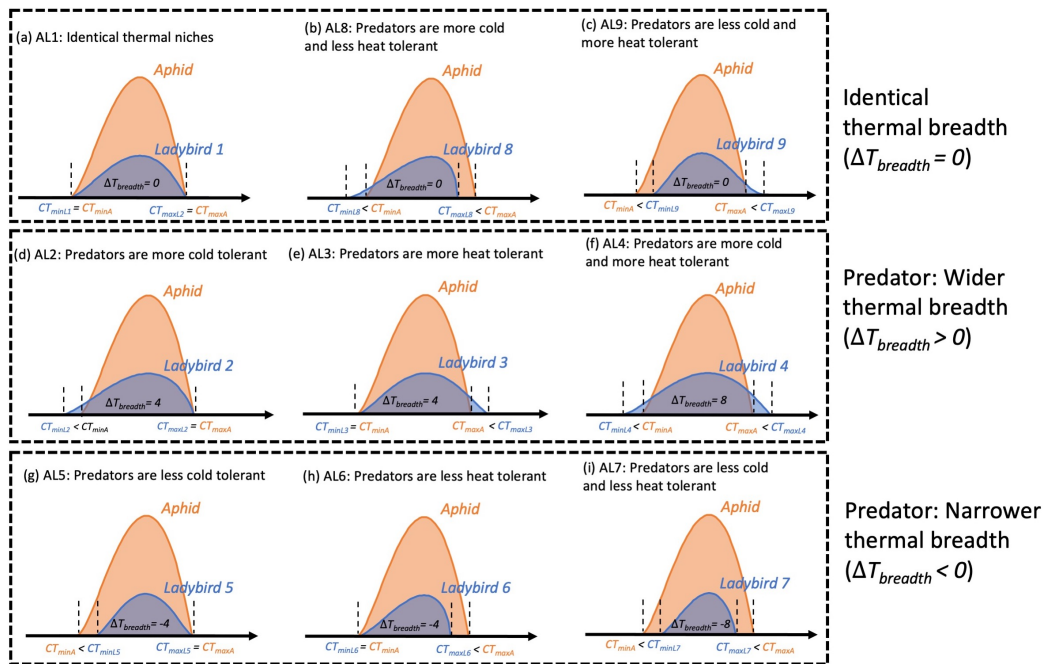 (a) AL1: Identical thermal niches
Aphid
Ladybird 1
ΔTbreadth= 0
CTminL1 = CTminA
CTmaxL2 = CTmaxA
(b) AL8: Predators are more cold
and less heat tolerant
Aphid
Ladybird 8
ΔTbreadth= 0
CTminL8 < CTminA
CTmaxL8 < CTmaxA
(c) AL9: Predators are less cold and
more heat tolerant
Aphid
Ladybird 9
ΔTbreadth= 0
CTminA < CTminL9
CTmaxA < CTmaxL9
Identical
thermal breadth
(ΔTbreadth = 0)
(d) AL2: Predators are more cold tolerant
Aphid
Ladybird 2
ΔTbreadth= 4
CTminL2 < CTminA
CTmaxL2 = CTmaxA
(e) AL3: Predators are more heat tolerant
Aphid
Ladybird 3
ΔTbreadth= 4
CTminL3 = CTminA
CTmaxA < CTmaxL3
(f) AL4: Predators are more cold
and more heat tolerant
Aphid
Ladybird 4
ΔTbreadth= 8
CTminL4 < CTminA
CTmaxA < CTmaxL4
Predator: Wider
thermal breadth
(ΔTbreadth > 0)
(g) AL5: Predators are less cold tolerant
Aphid
Ladybird 5
ΔTbreadth= -4
CTminA < CTminL5
CTmaxL5 = CTmaxA
(h) AL6: Predators are less heat tolerant
Aphid
Ladybird 6
ΔTbreadth= -4
CTminL6 = CTminA
CTmaxL6 < CTmaxA
(i) AL7: Predators are less cold
and less heat tolerant
Aphid
Ladybird 7
ΔTbreadth= -8
CTminA < CTminL7
CTmaxL7 < CTmaxA
Predator: Narrower
thermal breadth
(ΔTbreadth < 0)